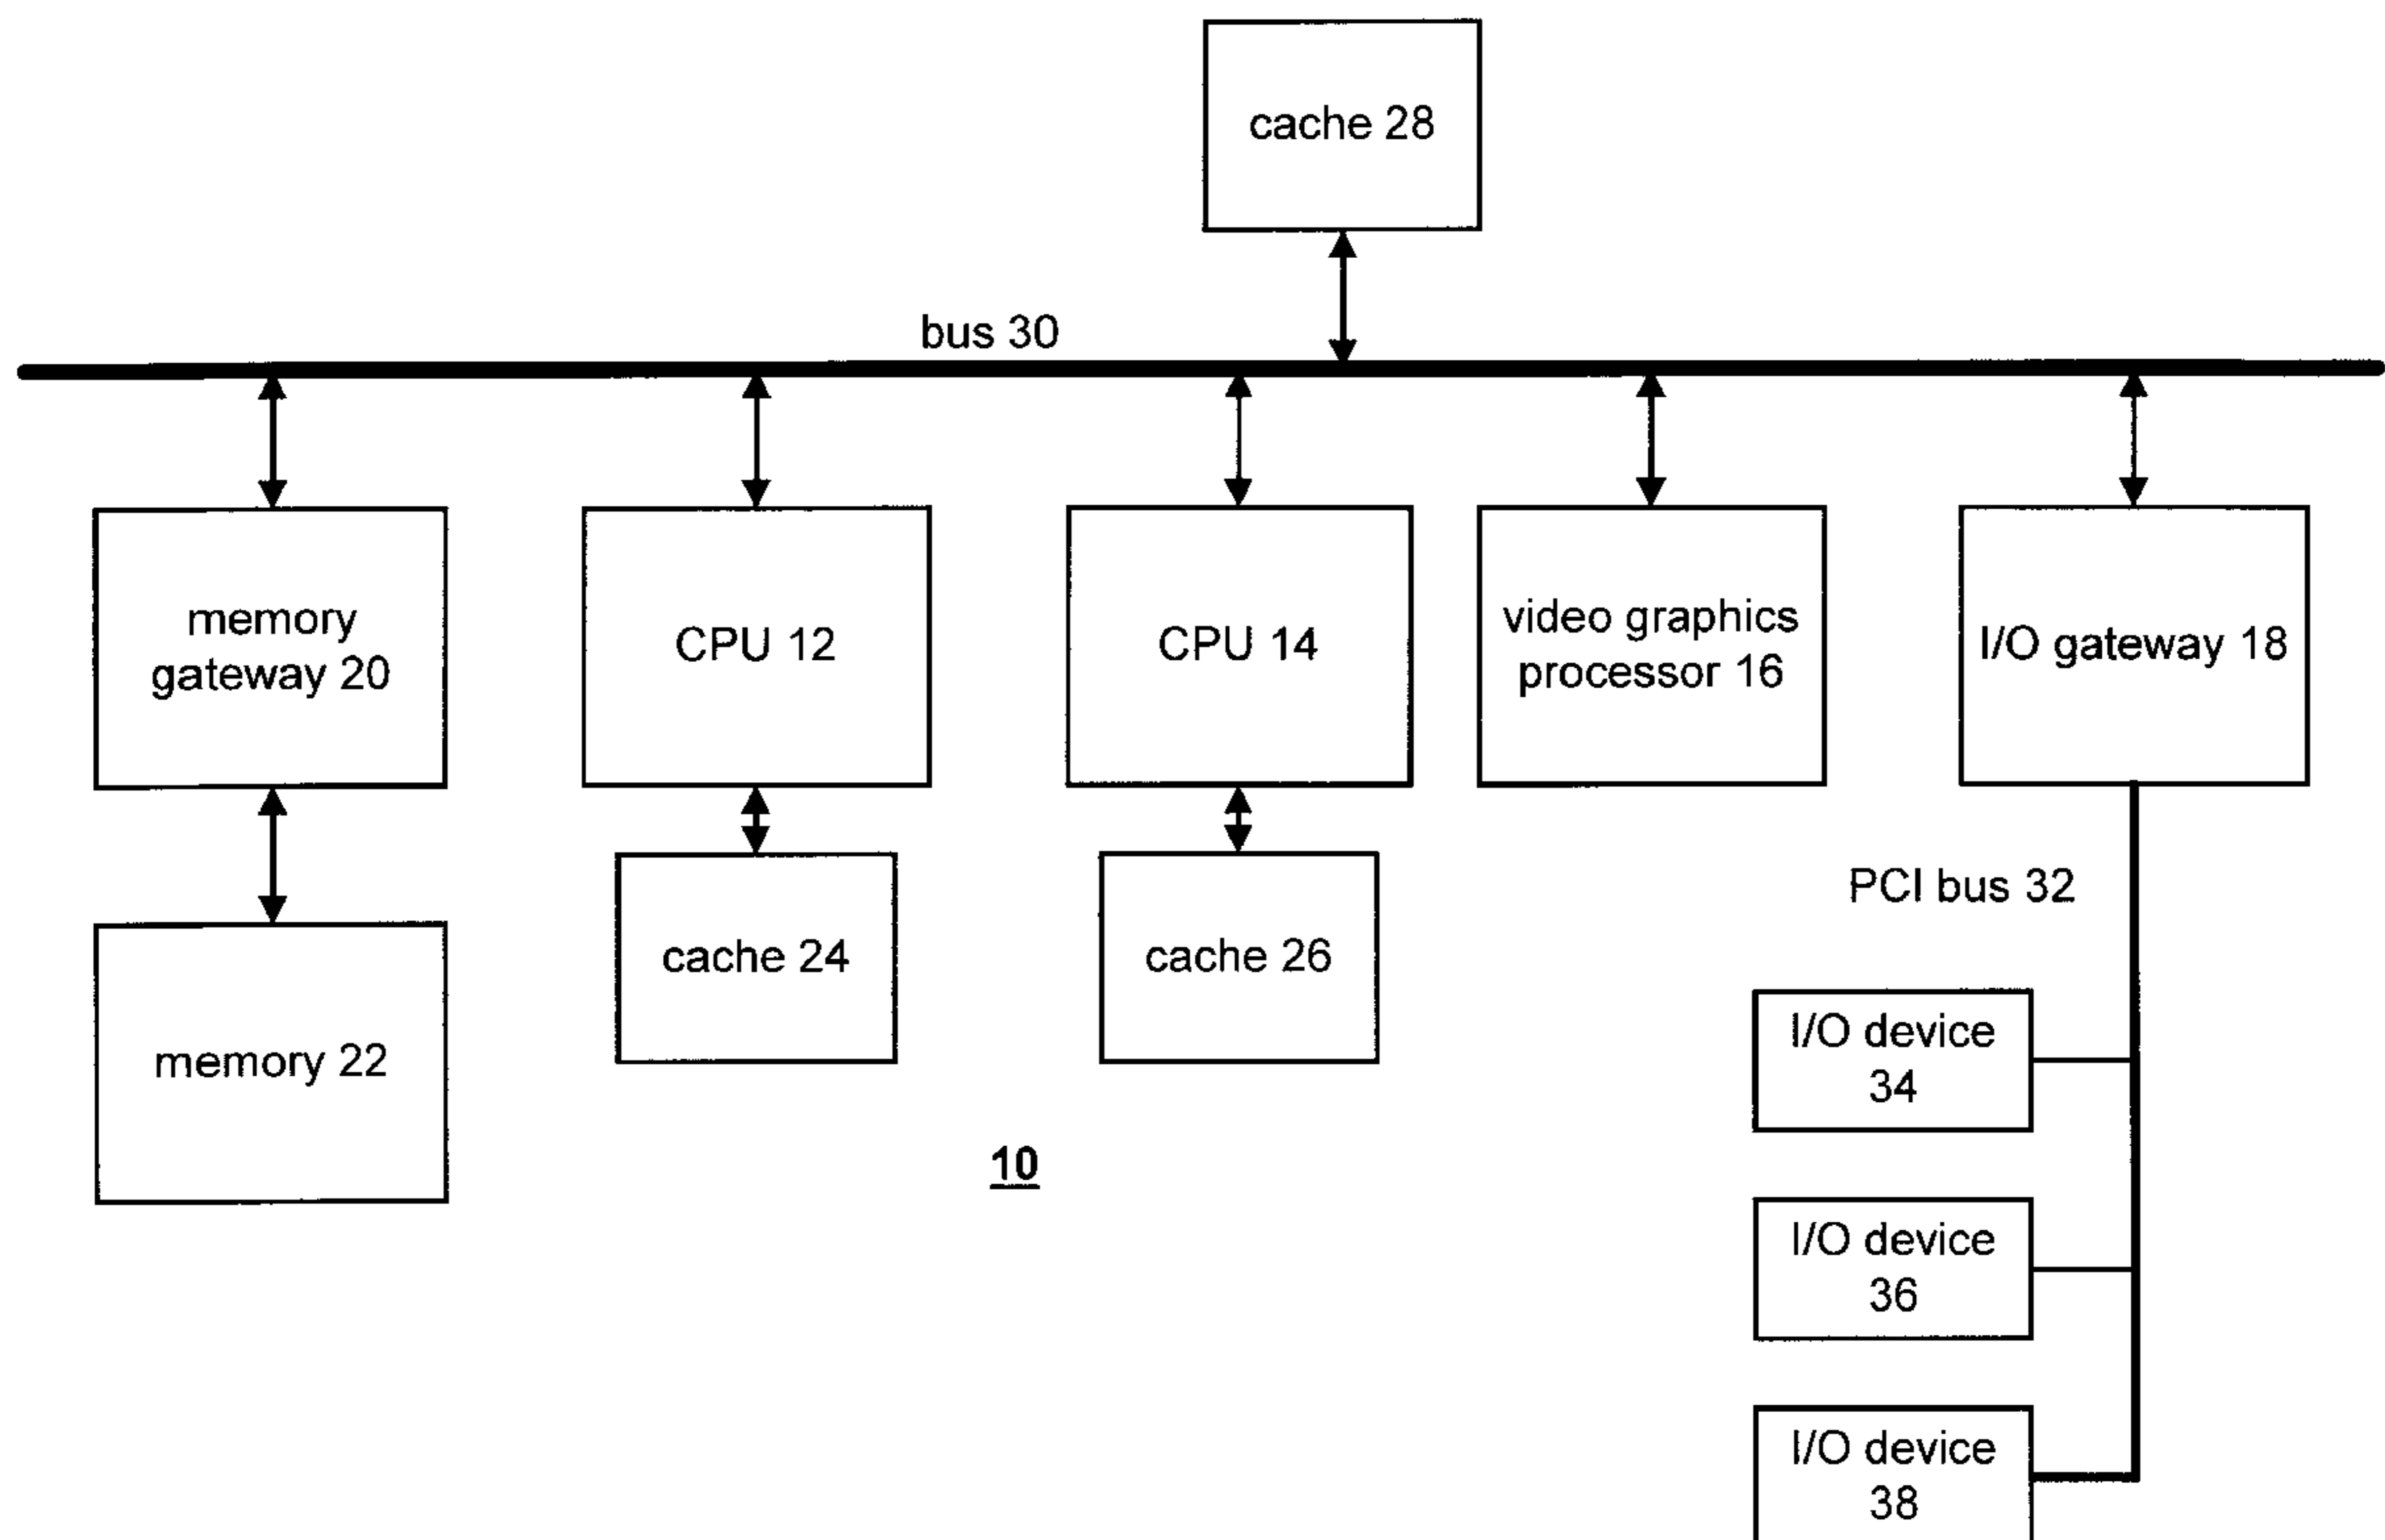 cache 28
bus 30
memory
gateway 20
CPU 12
CPU 14
video graphics
processor 16
I/O gateway 18
PCI bus 32
cache 24
cache 26
memory 22
I/O device
34
10
I/O device
36
I/O device
38